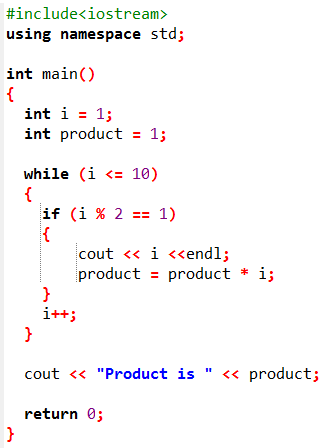 #include<iostream>
using namespace std;
int main()
{
int i = 1;
int product = 1;
while (i <= 10)
{
if (i % 2 == 1)
{
cout << i <<endl;
product = product * i;
}
i++;
}
cout << "Product is " << product;
return 0;
}